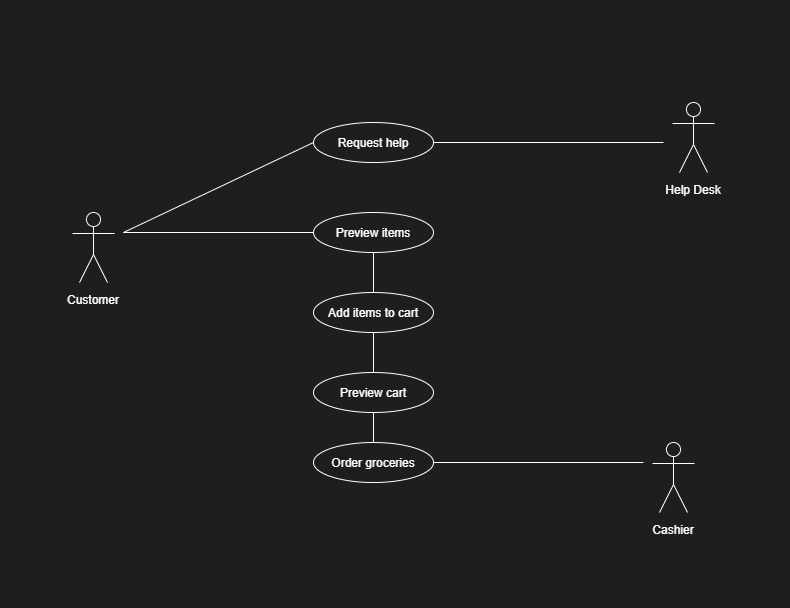 Request help
Help Desk
Preview items
Customer
Add items to cart
Preview cart
Order groceries
Cashier